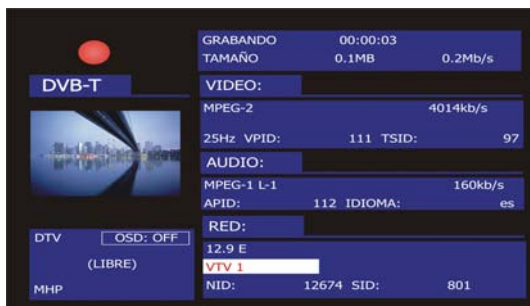 GRABANDO 00:00:03
TAMAÑO 0.1MB 0.2Mb/s
DVB-T
VIDEO:
MPEG-2 4014kb/s
25Hz VPID: 111 TSID: 97
AUDIO:
MPEG-1 L-1 160kb/s
APID: 112 IDIOMA: es
RED:
12.9 E
VTV 1
NID: 12674 SID: 801
DTV OSD: OFF
(LIBRE)
MHP